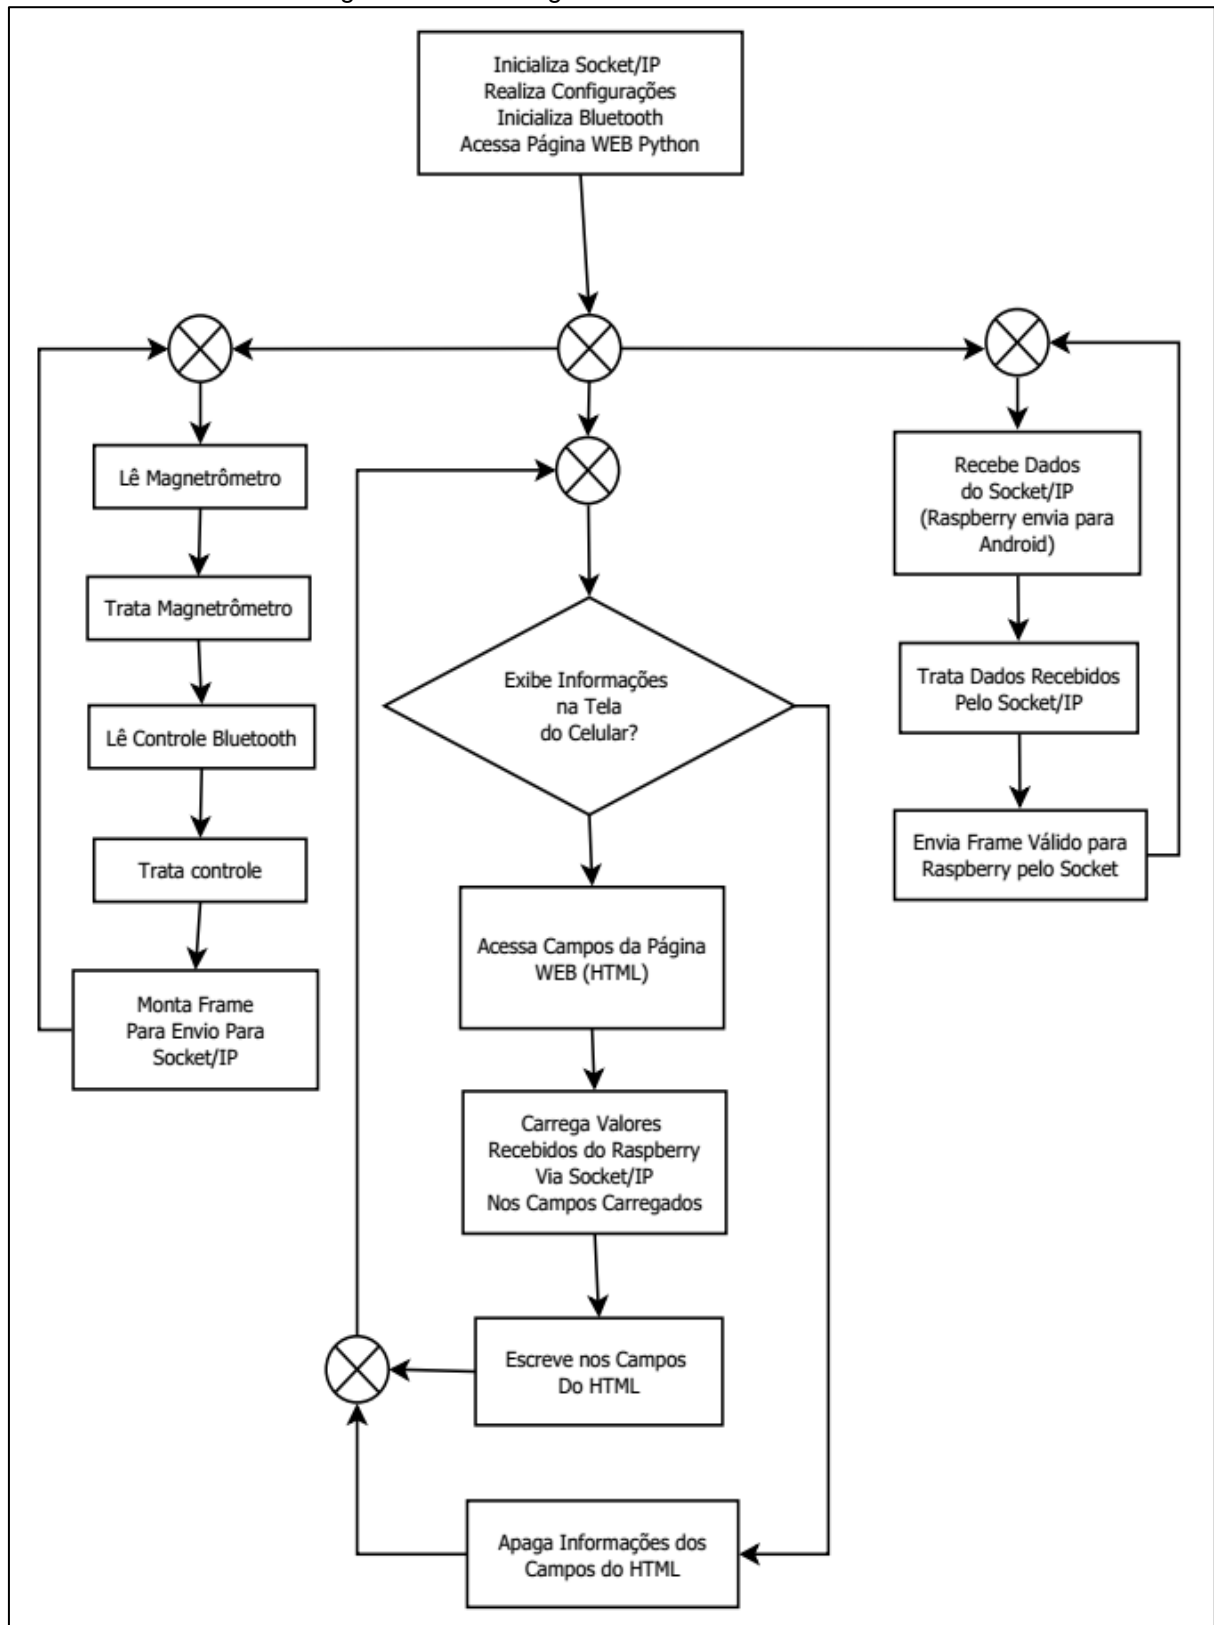 Inicializa Socket/IP
Realiza Configurações
Inicializa Bluetooth
Acessa Página WEB Python
Lê Magnetrômetro
Trata Magnetrômetro
Lê Controle Bluetooth
Trata controle
Monta Frame
Para Envio Para
Socket/IP
Exibe Informações
na Tela
do Celular?
Acessa Campos da Página
WEB (HTML)
Carrega Valores
Recebidos do Raspberry
Via Socket/IP
Nos Campos Carregados
Escreve nos Campos
Do HTML
Apaga Informações dos
Campos do HTML
Recebe Dados
do Socket/IP
(Raspberry envia para
Android)
Trata Dados Recebidos
Pelo Socket/IP
Envia Frame Válido para
Raspberry pelo Socket